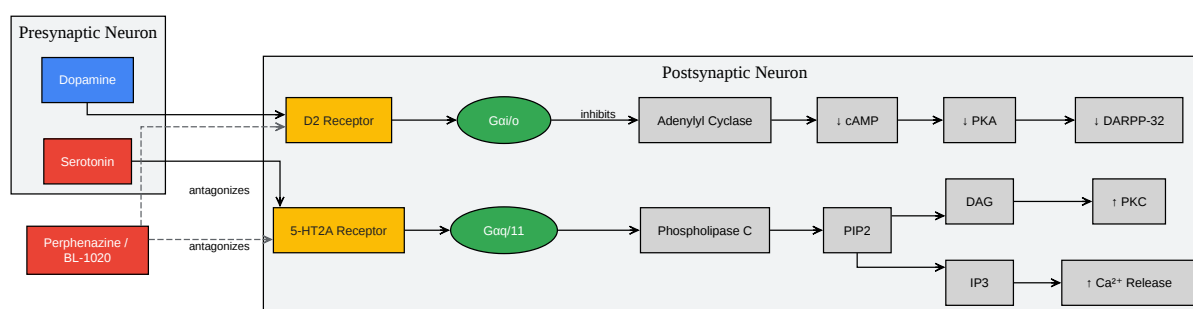 Presynaptic Neuron
Dopamine
Serotonin
Perphenazine /
BL-1020
antagonizes
antagonizes
Postsynaptic Neuron
D2 Receptor
Gαi/o
inhibits
Adenylyl Cyclase
↓ cAMP
↓ PKA
↓ DARPP-32
5-HT2A Receptor
Gαq/11
Phospholipase C
PIP2
DAG
↑ PKC
IP3
↑ Ca²⁺ Release